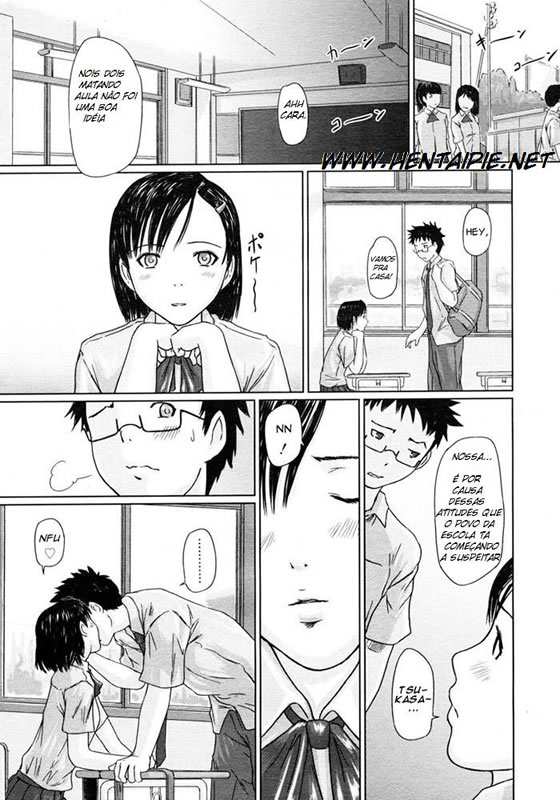 キーン
コーン
カーン
コーン
AHH
CARA.
NOIS DOIS
MATANDO
AULA NÃO FOI
UMA BOA
IDÉIA
WWW.HENTAIPIE.NET
HEY,
VAMOS
PRA
CASA!
ポケ〜
NOSSA...
É POR
CAUSA
DESSAS
ATITUDES QUE
O POVO DA
ESCOLA TA
COMEÇANDO
A SUSPEITAR
TSU-
KASA~
...
NN
!
........
NFU
♡